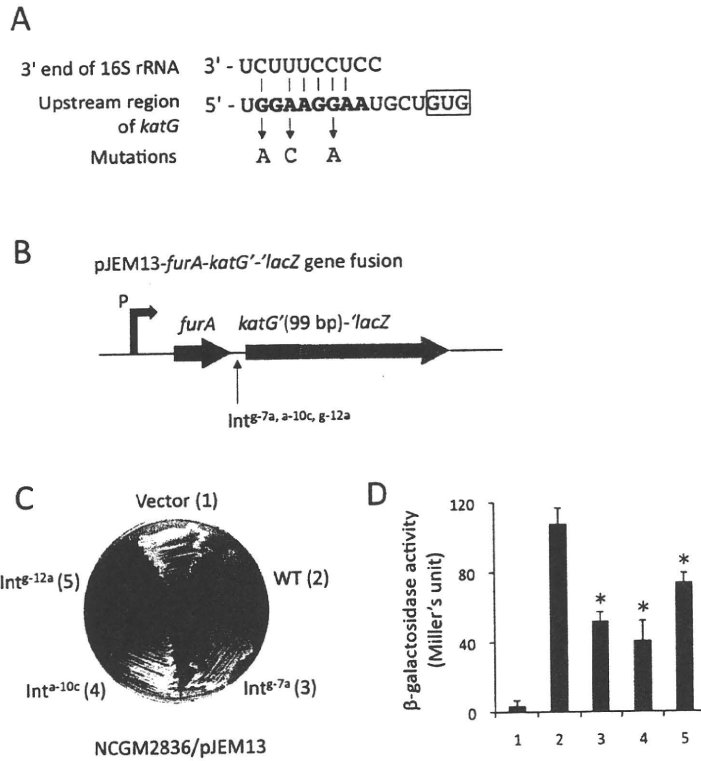 A
3' end of 16S rRNA 3' - UCUUUCCUCC
Upstream region of katG 5' - UGGAAGGAAUGCUGUG
Mutations A C A
B
pJEM13-furA-katG'-'lacZ gene fusion
P
furA katG'(99 bp)-'lacZ
Intg-7a, a-10c, g-12a
C
Vector (1)
WT (2)
Intg-7a (3)
Inta-10c (4)
Intg-12a (5)
NCGM2836/pJEM13
D
β-galactosidase activity
(Miller's unit)
120
80
40
0
* * *
1 2 3 4 5